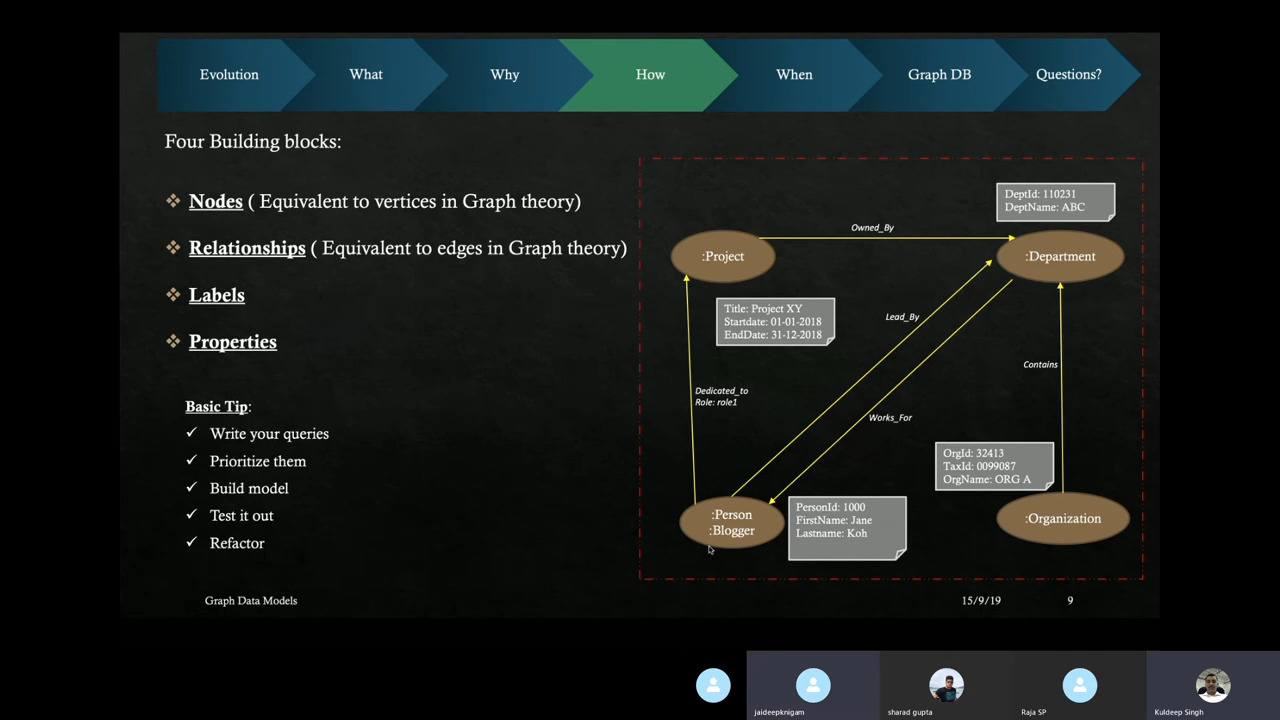 Evolution
What
Why
How
When
Graph DB
Questions?
Four Building blocks:
❖ Nodes ( Equivalent to vertices in Graph theory)
❖ Relationships ( Equivalent to edges in Graph theory)
❖ Labels
❖ Properties
Basic Tip:
✓ Write your queries
✓ Prioritize them
✓ Build model
✓ Test it out
✓ Refactor
DeptId: 110231
DeptName: ABC
Owned_By
:Project
:Department
Title: Project XY
Startdate: 01-01-2018
EndDate: 31-12-2018
Lead_By
Contains
Dedicated_to
Role: role1
Works_For
OrgId: 32413
TaxId: 0099087
OrgName: ORG A
:Person
:Blogger
PersonId: 1000
FirstName: Jane
Lastname: Koh
:Organization
Graph Data Models
15/9/19
9
jaideepknigam
sharad gupta
Raja SP
Kuldeep Singh